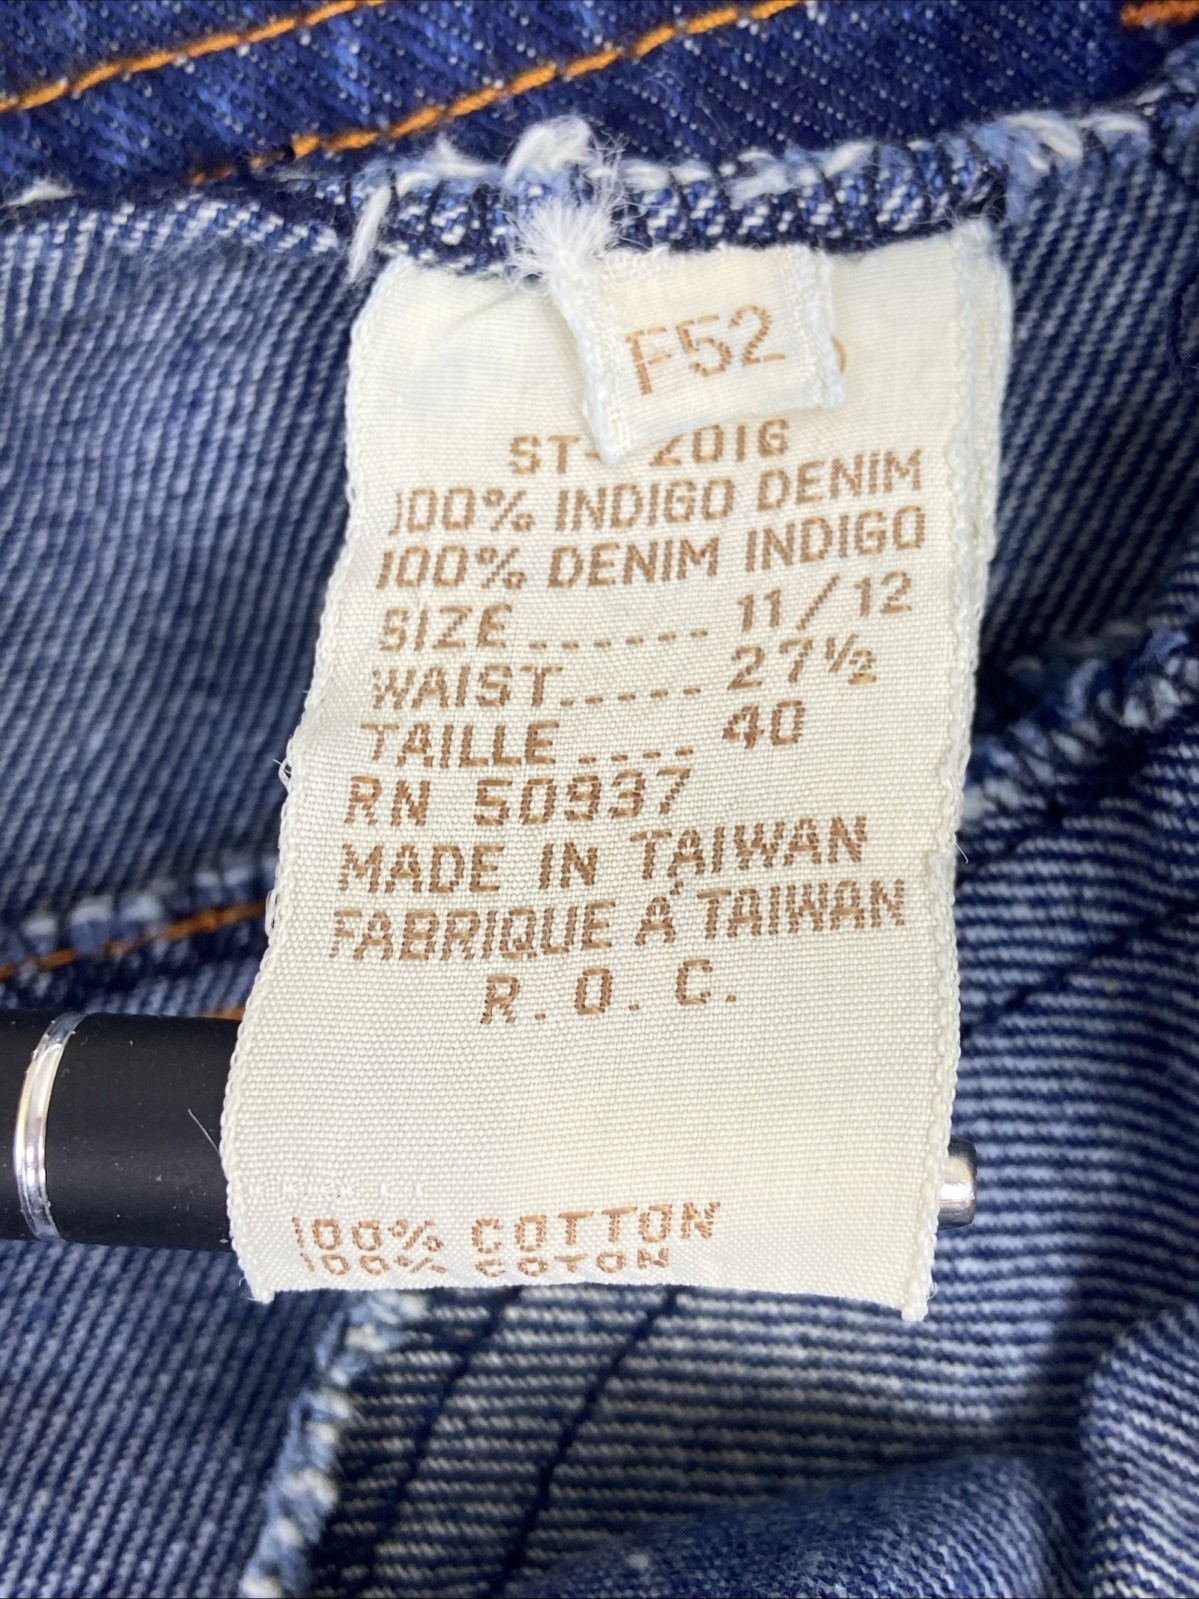 F52
ST- 2016
100% INDIGO DENIM
100% DENIM INDIGO
SIZE ....... 11/12
WAIST..... 27½
TAILLE .... 40
RN 50937
MADE IN TAIWAN
FABRIQUÉ A TAIWAN
R. O. C.
100% COTTON
100% COTON